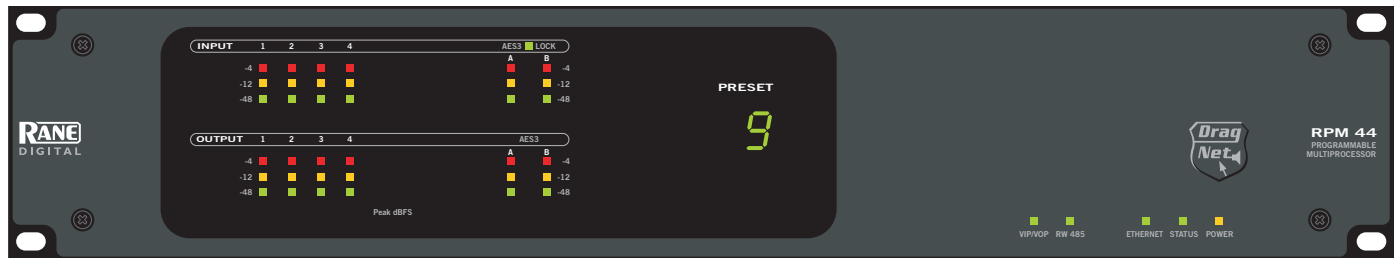 INPUT 1 2 3 4 AES3 LOCK
A B
-4 -4
-12 -12
-48 -48
OUTPUT 1 2 3 4 AES3
A B
-4 -4
-12 -12
-48 -48
Peak dBFS
PRESET
9
RANE
DIGITAL
Drag
Net
RPM 44
PROGRAMMABLE
MULTIPROCESSOR
VIP/VOP RW 485 ETHERNET STATUS POWER